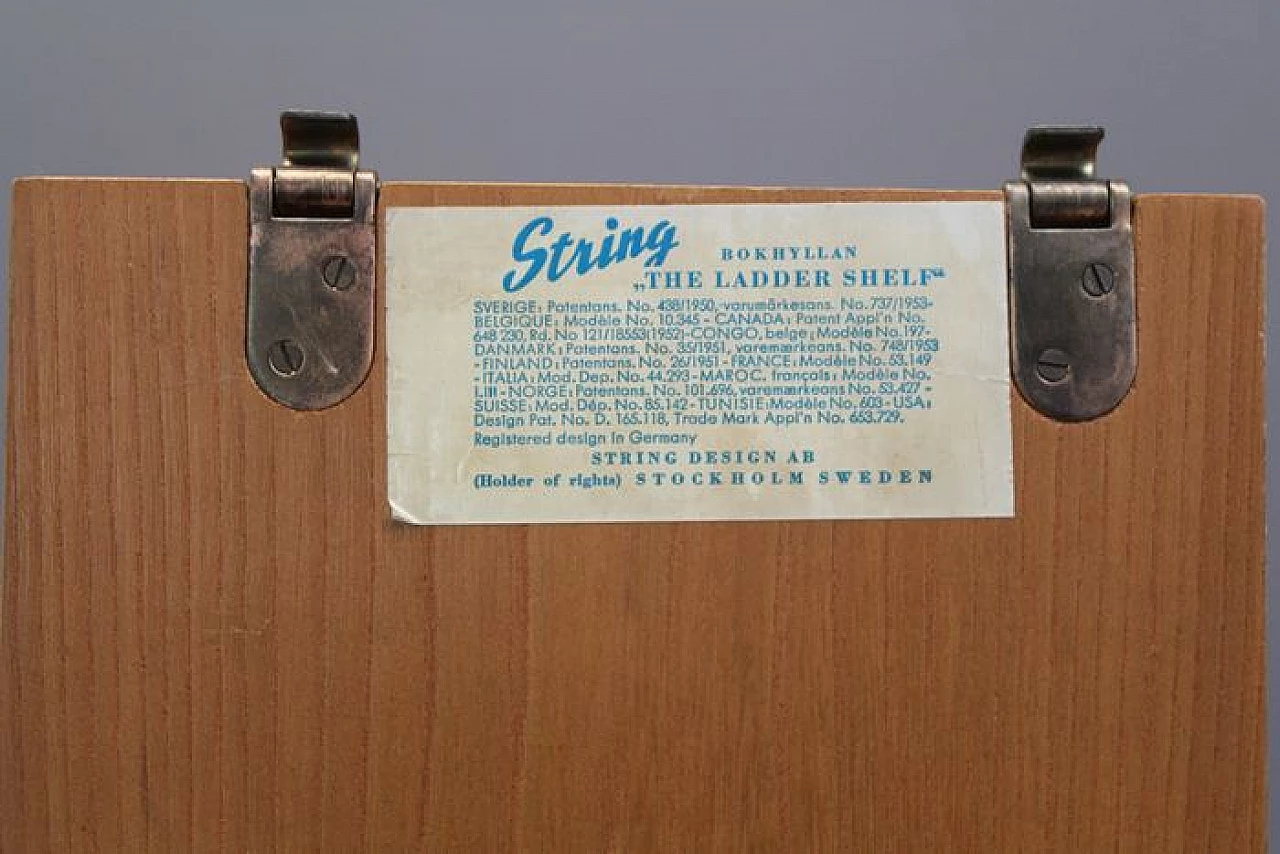 String
BOKHYLLAN
„THE LADDER SHELF“
SVERIGE: Patentans. No. 438/1950,-varumärkesans. No. 737/1953-
BELGIQUE: Modèle No. 10.345 - CANADA: Patent Appl'n No.
648 230, Rd. No 121/18553(1952)-CONGO, belge: Modèle No. 197-
DANMARK: Patentans. No. 35/1951, varemærkeans. No. 748/1953
- FINLAND: Patentans. No. 26/1951 - FRANCE: Modèle No. 53.149
- ITALIA: Mod. Dep. No. 44.293 - MAROC. français: Modèle No.
LIII - NORGE: Patentans. No. 101.696, varemærkeans No. 53.427 -
SUISSE: Mod. Dép. No. 85.142 - TUNISIE: Modèle No. 603 - USA:
Design Pat. No. D. 165.118, Trade Mark Appl'n No. 653.729.
Registered design in Germany
STRING DESIGN AB
(Holder of rights) STOCKHOLM SWEDEN